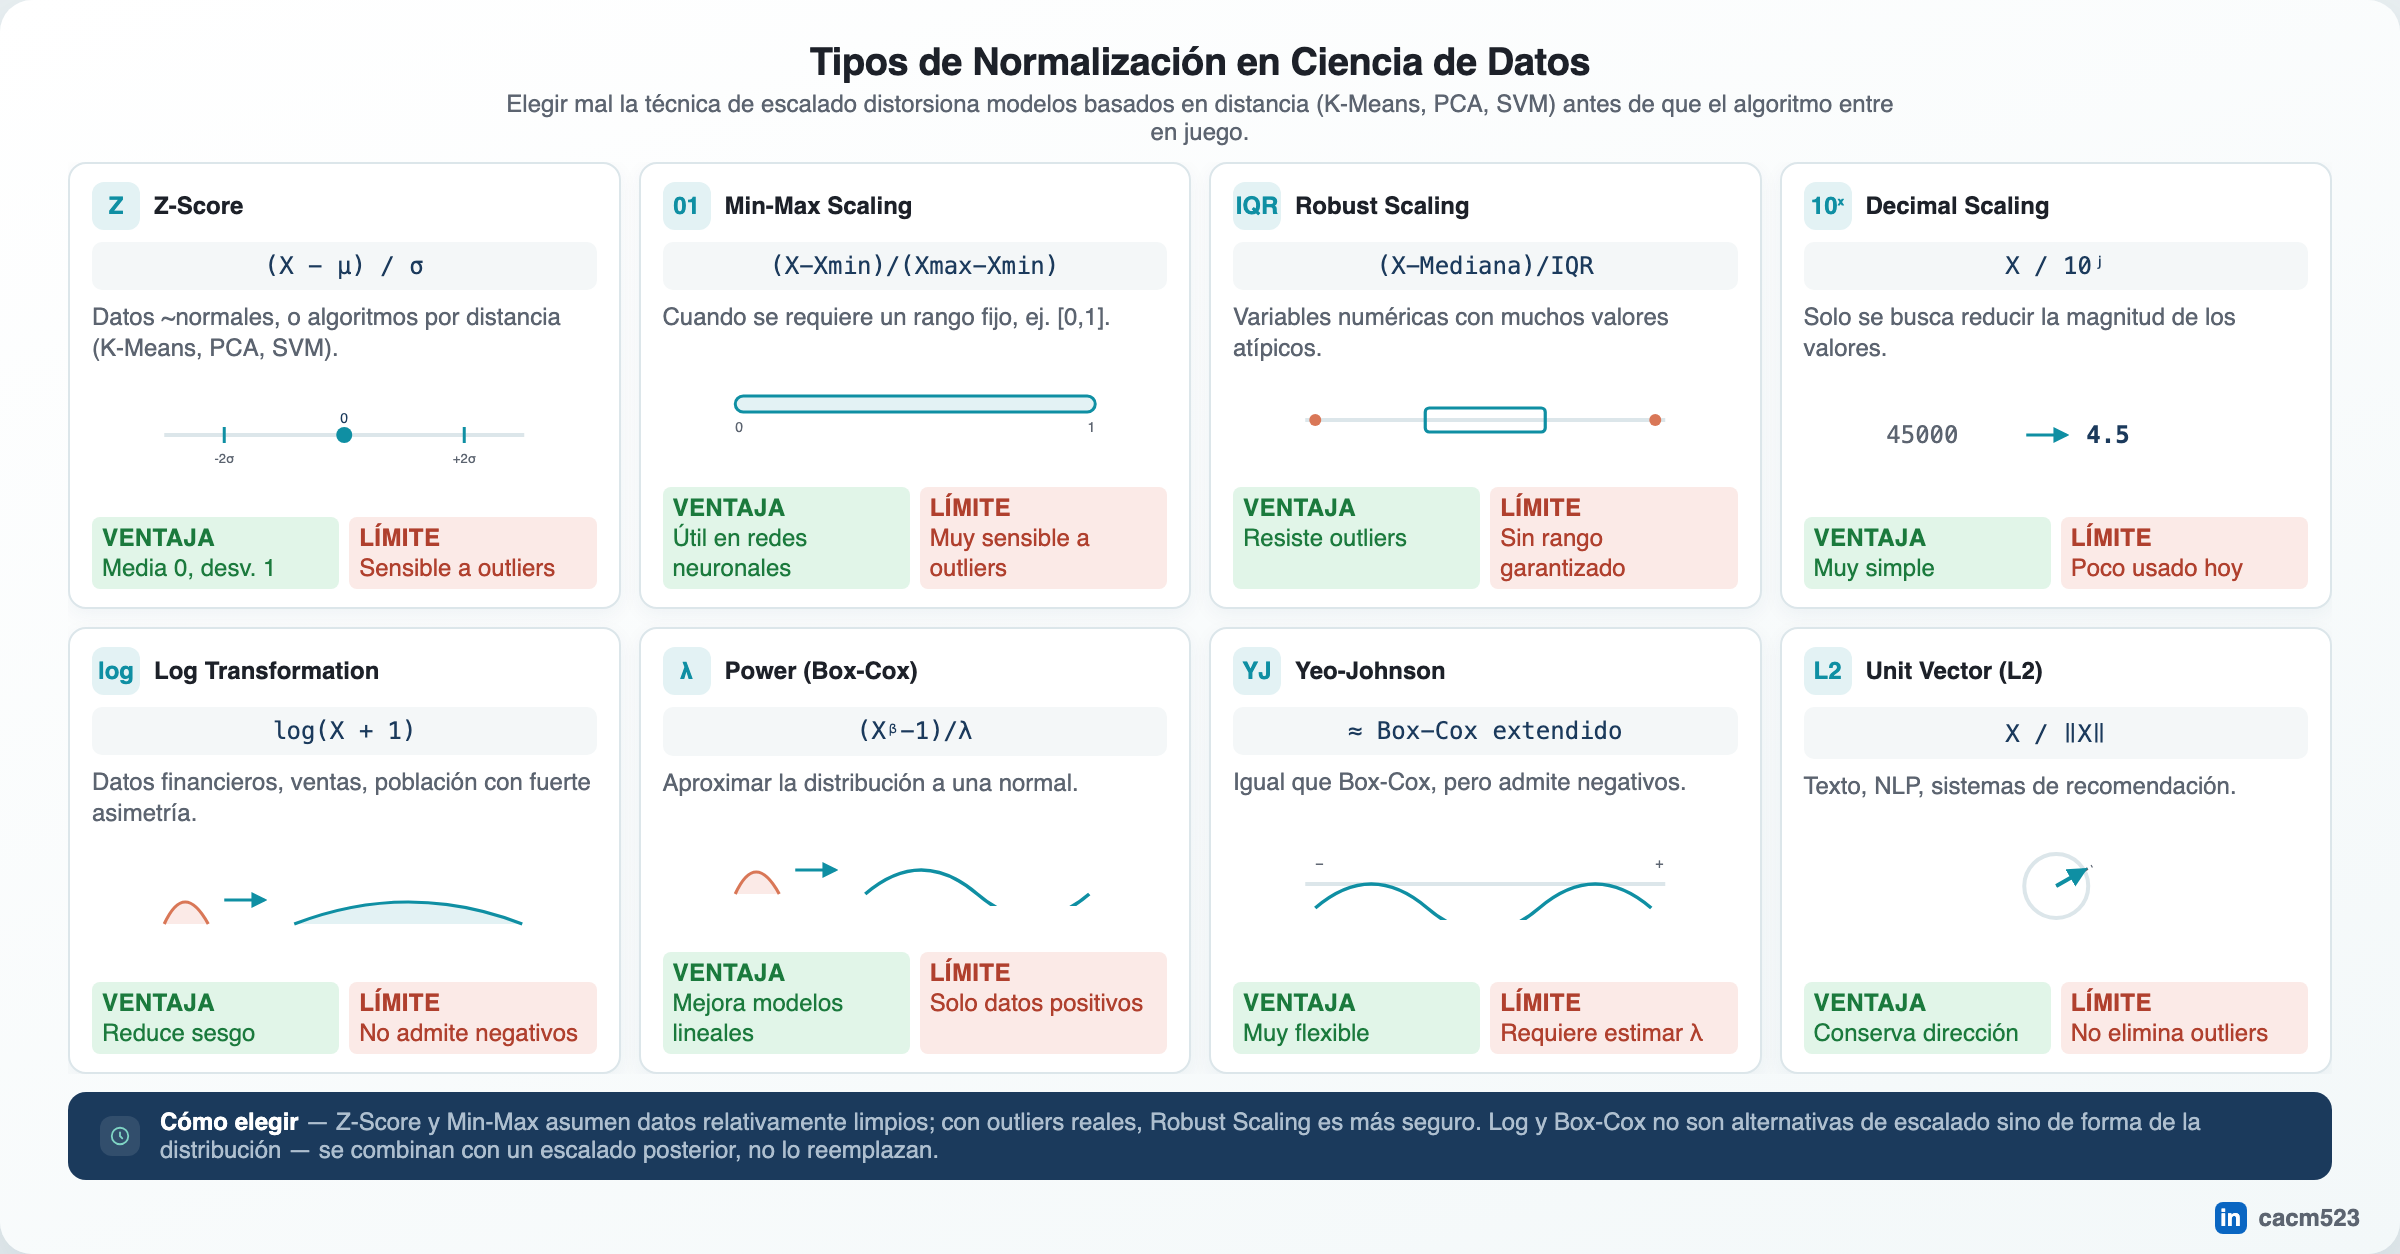 Tipos de Normalización en Ciencia de Datos
Elegir mal la técnica de escalado distorsiona modelos basados en distancia (K-Means, PCA, SVM) antes de que el algoritmo entre
en juego.
Z Z-Score
(X − μ) / σ
Datos ~normales, o algoritmos por distancia
(K-Means, PCA, SVM).
0
-2σ +2σ
VENTAJA
Media 0, desv. 1
LÍMITE
Sensible a outliers
01 Min-Max Scaling
(X−Xmin)/(Xmax−Xmin)
Cuando se requiere un rango fijo, ej. [0,1].
0 1
VENTAJA
Útil en redes
neuronales
LÍMITE
Muy sensible a
outliers
IQR Robust Scaling
(X−Mediana)/IQR
Variables numéricas con muchos valores
atípicos.
VENTAJA
Resiste outliers
LÍMITE
Sin rango
garantizado
10ˣ Decimal Scaling
X / 10ʲ
Solo se busca reducir la magnitud de los
valores.
45000 → 4.5
VENTAJA
Muy simple
LÍMITE
Poco usado hoy
log Log Transformation
log(X + 1)
Datos financieros, ventas, población con fuerte
asimetría.
VENTAJA
Reduce sesgo
LÍMITE
No admite negativos
λ Power (Box-Cox)
(Xᵝ−1)/λ
Aproximar la distribución a una normal.
VENTAJA
Mejora modelos
lineales
LÍMITE
Solo datos positivos
YJ Yeo-Johnson
≈ Box−Cox extendido
Igual que Box-Cox, pero admite negativos.
− +
VENTAJA
Muy flexible
LÍMITE
Requiere estimar λ
L2 Unit Vector (L2)
X / ‖X‖
Texto, NLP, sistemas de recomendación.
VENTAJA
Conserva dirección
LÍMITE
No elimina outliers
Cómo elegir — Z-Score y Min-Max asumen datos relativamente limpios; con outliers reales, Robust Scaling es más seguro. Log y Box-Cox no son alternativas de escalado sino de forma de la
distribución — se combinan con un escalado posterior, no lo reemplazan.
in cacm523